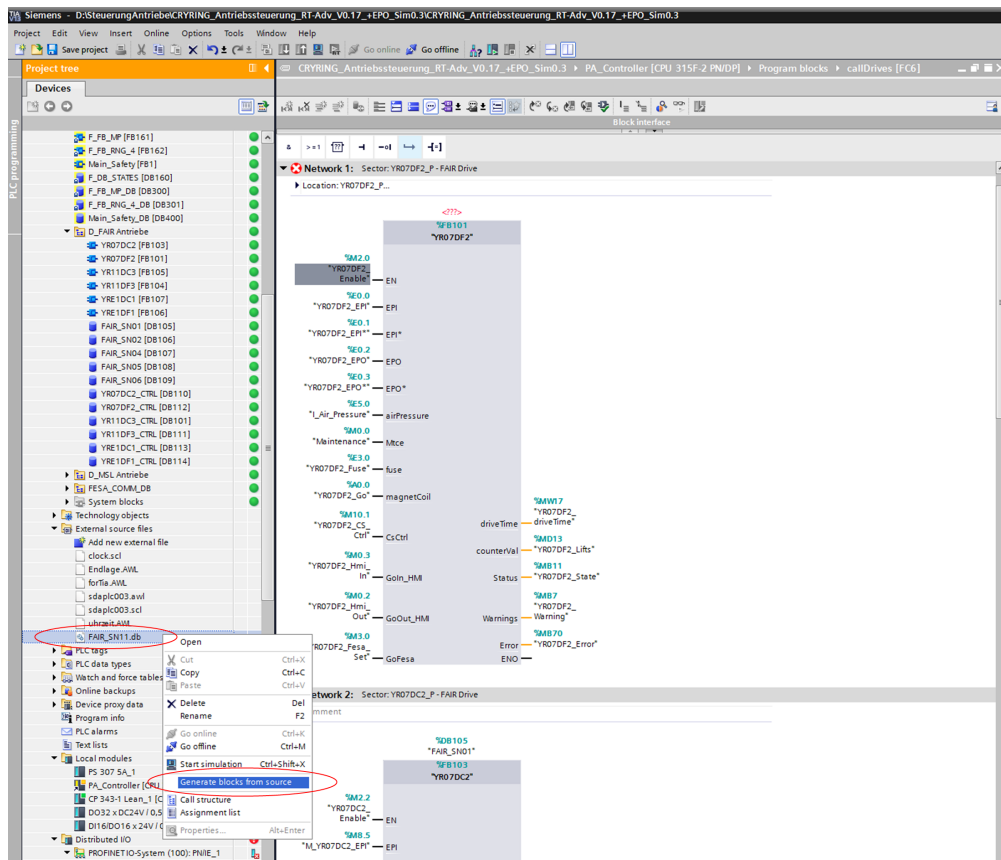 Siemens - D:\SteuerungAntriebe\CRYRING_Antriebssteuerung_RT-Adv_V0.17_+EPO_Sim0.3\CRYRING_Antriebssteuerung_RT-Adv_V0.17_+EPO_Sim0.3
Project Edit View Insert Online Options Tools Window Help
Save project Go online Go offline
Project tree
CRYRING_Antriebssteuerung_RT-Adv_V0.17_+EPO_Sim0.3 PA_Controller [CPU 315F-2 PN/DP] Program blocks callDrives [FC6]
Devices
PLC programming
F_FB_MP [FB161]
F_FB_RNG_4 [FB162]
Main_Safety [FB1]
F_DB_STATES [DB160]
F_FB_MP_DB [DB300]
F_FB_RNG_4_DB [DB301]
Main_Safety_DB [DB400]
D_FAIR Antriebe
YR07DC2 [FB103]
YR07DF2 [FB101]
YR11DC3 [FB105]
YR11DF3 [FB104]
YRE1DC1 [FB107]
YRE1DF1 [FB106]
FAIR_SN01 [DB105]
FAIR_SN02 [DB106]
FAIR_SN04 [DB107]
FAIR_SN05 [DB108]
FAIR_SN06 [DB109]
YR07DC2_CTRL [DB110]
YR07DF2_CTRL [DB112]
YR11DC3_CTRL [DB101]
YR11DF3_CTRL [DB111]
YRE1DC1_CTRL [DB113]
YRE1DF1_CTRL [DB114]
D_MSL Antriebe
FESA_COMM_DB
System blocks
Technology objects
External source files
Add new external file
clock.scl
Endlage.AWL
forTia.AWL
sdaplc003.awl
sdaplc003.scl
uhrzeit.AWL
FAIR_SN11.db
PLC tags
PLC data types
Watch and force tables
Online backups
Device proxy data
Program info
PLC alarms
Text lists
Local modules
PS 307 5A_1
PA_Controller [CPU
CP 343-1 Lean_1 [C
DO32 x DC24V / 0,5
DI16/DO16 x 24V / 0
Distributed I/O
PROFINET IO-System (100): PN/IE_1
Open
Cut Ctrl+X
Copy Ctrl+C
Paste Ctrl+V
Delete Del
Rename F2
Go online Ctrl+K
Go offline Ctrl+M
Start simulation Ctrl+Shift+X
Generate blocks from source
Call structure
Assignment list
Properties... Alt+Enter
Block interface
& >=1 [??] -| -o| [=]
Network 1: Sector: YR07DF2_P - FAIR Drive
Location: YR07DF2_P...
<???>
%FB101
"YR07DF2"
%M2.0
"YR07DF2_
Enable" EN
%E0.0
"YR07DF2_EPI" EPI
%E0.1
"YR07DF2_EPI*" EPI*
%E0.2
"YR07DF2_EPO" EPO
%E0.3
"YR07DF2_EPO*" EPO*
%E5.0
"I_Air_Pressure" airPressure
%M0.0
"Maintenance" Mtce
%E3.0
"YR07DF2_Fuse" fuse
%A0.0
"YR07DF2_Go" magnetCoil
%M10.1
"YR07DF2_CS_
Ctrl" CsCtrl
%M0.3
"YR07DF2_Hmi_
In" GoIn_HMI
%M0.2
"YR07DF2_Hmi_
Out" GoOut_HMI
%M3.0
"YR07DF2_Fesa_
Set" GoFesa
%MW17
"YR07DF2_
driveTime driveTime"
%MD13
counterVal "YR07DF2_Lifts"
%MB11
Status "YR07DF2_State"
%MB7
"YR07DF2_
Warnings Warning"
%MB70
Error "YR07DF2_Error"
ENO
etwork 2: Sector: YR07DC2_P - FAIR Drive
mment
%DB105
"FAIR_SN01"
%FB103
"YR07DC2"
%M2.2
"YR07DC2_
Enable" EN
%M8.5
"M_YR07DC2_EPI" EPI